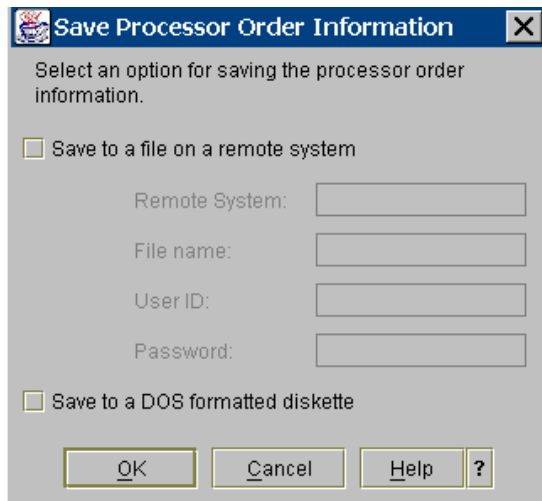 Save Processor Order Information
Select an option for saving the processor order
information.
Save to a file on a remote system
Remote System:
File name:
User ID:
Password:
Save to a DOS formatted diskette
OK Cancel Help ?